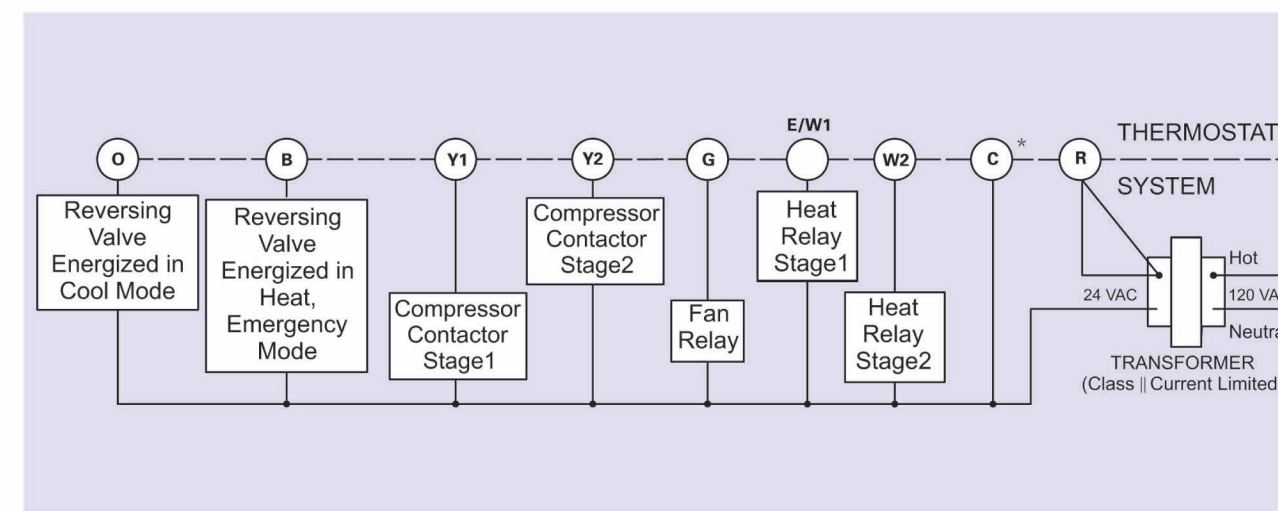 E/W1
O B Y1 Y2 G W2 C * R
THERMOSTAT
SYSTEM
Reversing
Valve
Energized in
Cool Mode
Reversing
Valve
Energized in
Heat,
Emergency
Mode
Compressor
Contactor
Stage1
Compressor
Contactor
Stage2
Fan
Relay
Heat
Relay
Stage1
Heat
Relay
Stage2
24 VAC
Hot
120 VA
Neutra
TRANSFORMER
(Class || Current Limited